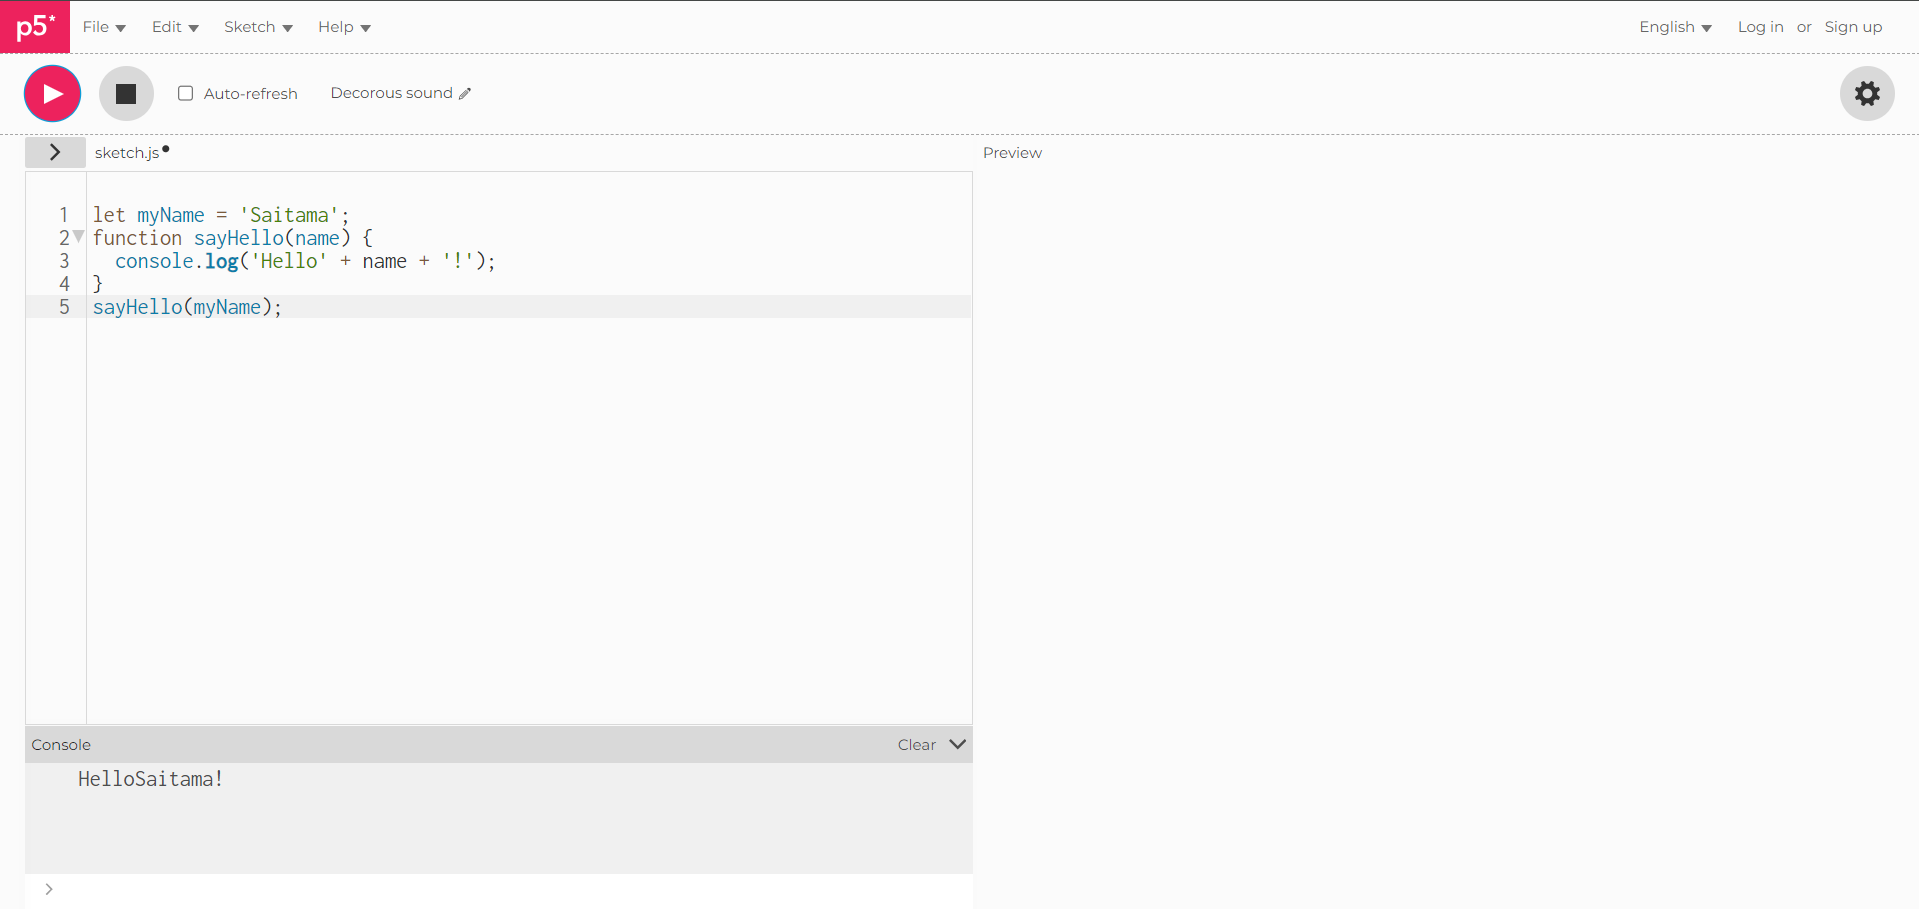 p5* File Edit Sketch Help English Log in or Sign up
Auto-refresh Decorous sound
sketch.js Preview
1 let myName = 'Saitama';
2 function sayHello(name) {
3 console.log('Hello' + name + '!');
4 }
5 sayHello(myName);
Console Clear
HelloSaitama!
>